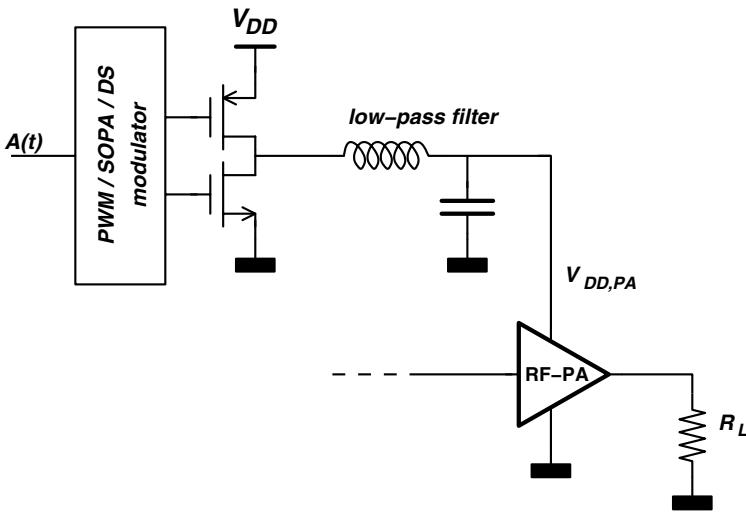 V_DD
A(t)
PWM / SOPA / DS
modulator
low-pass filter
V_DD,PA
RF-PA
R_L